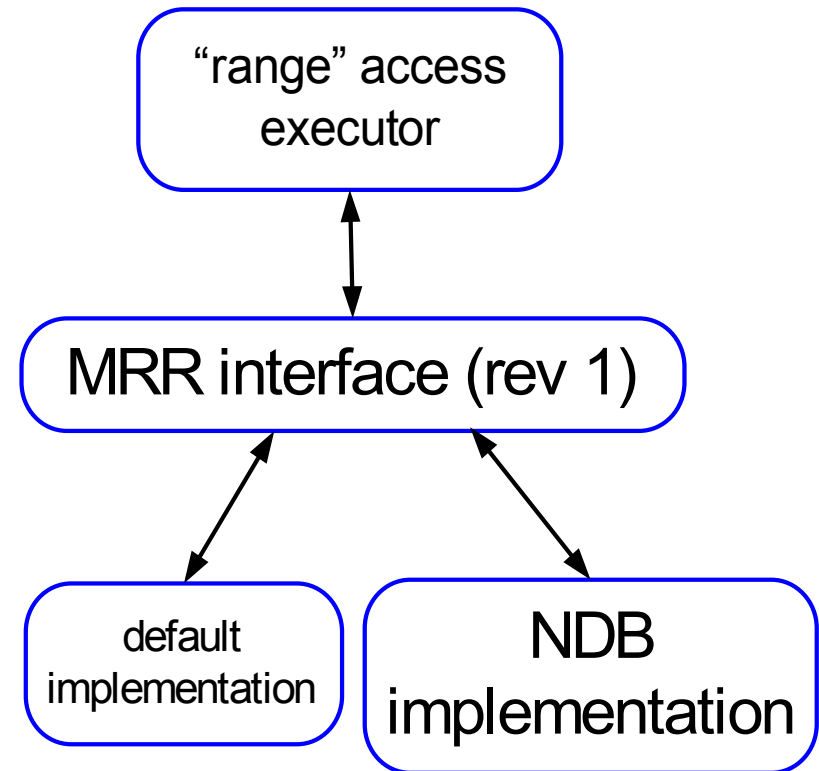 “range” access
executor
MRR interface (rev 1)
default
implementation
NDB
implementation